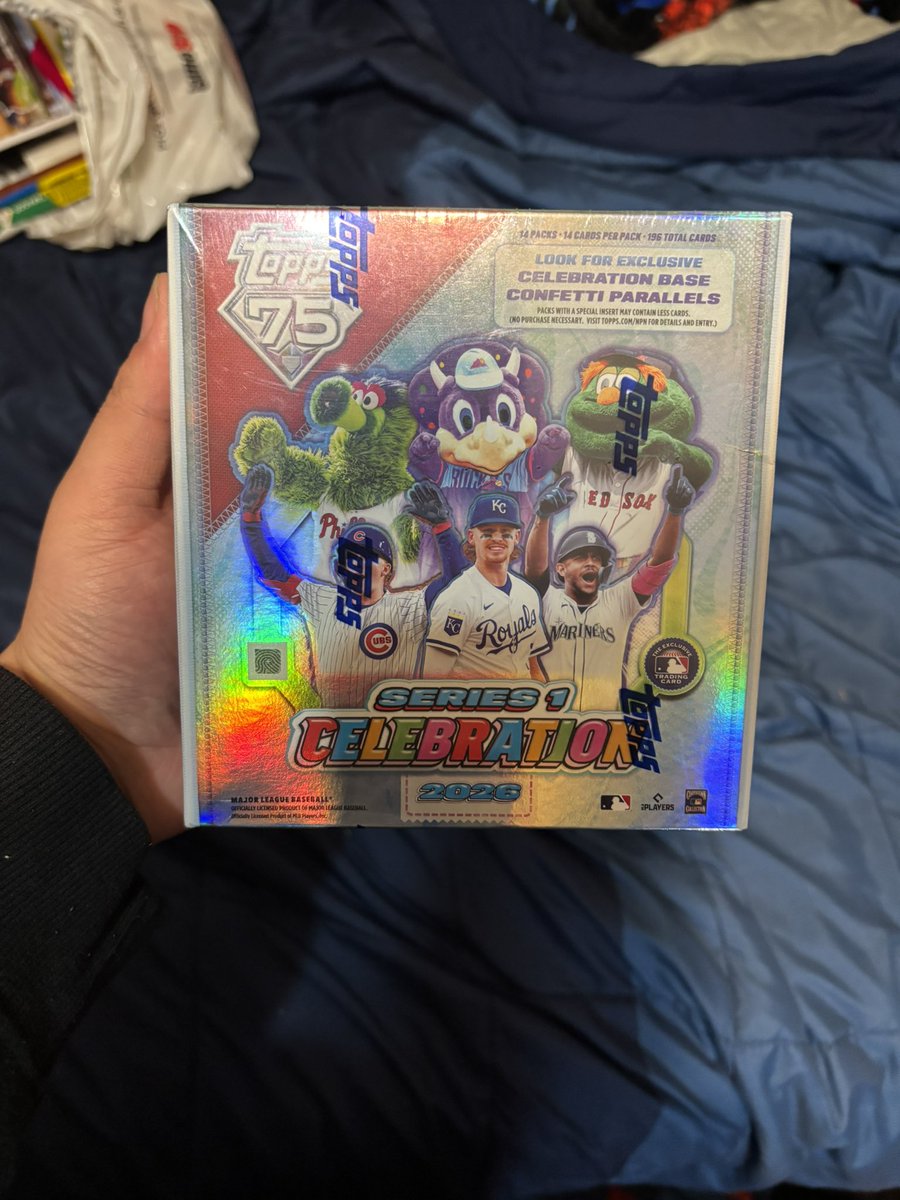 topps
75
topps
14 PACKS • 14 CARDS PER PACK • 196 TOTAL CARDS
LOOK FOR EXCLUSIVE
CELEBRATION BASE
CONFETTI PARALLELS
PACKS WITH A SPECIAL INSERT MAY CONTAIN LESS CARDS.
(NO PURCHASE NECESSARY. VISIT TOPPS.COM/NPN FOR DETAILS AND ENTRY.)
topps
Phil
ED SOX
KC
topps
CUBS
KC
Royals
MARINERS
THE EXCLUSIVE
TRADING
CARD
SERIES 1
CELEBRATION
topps
2026
MAJOR LEAGUE BASEBALL®
OFFICIALLY LICENSED PRODUCT OF MAJOR LEAGUE BASEBALL.
Officially Licensed Product of MLB Players, Inc.
PLAYERS